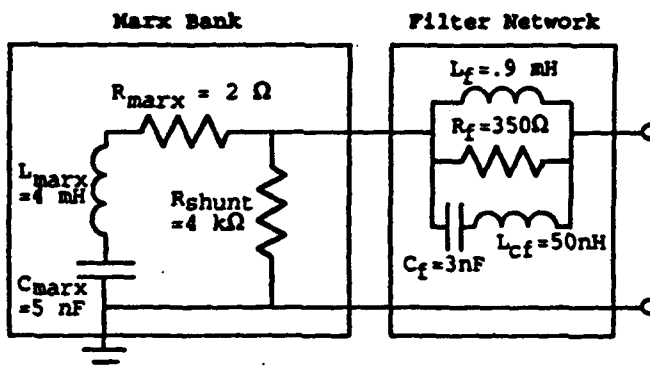 Marx Bank
Filter Network
L_f=.9 mH
R_marx = 2 Ω
R_f=350Ω
L_marx
=4 mH
R_shunt
=4 kΩ
L_cf=50nH
C_f=3nF
C_marx
=5 nF